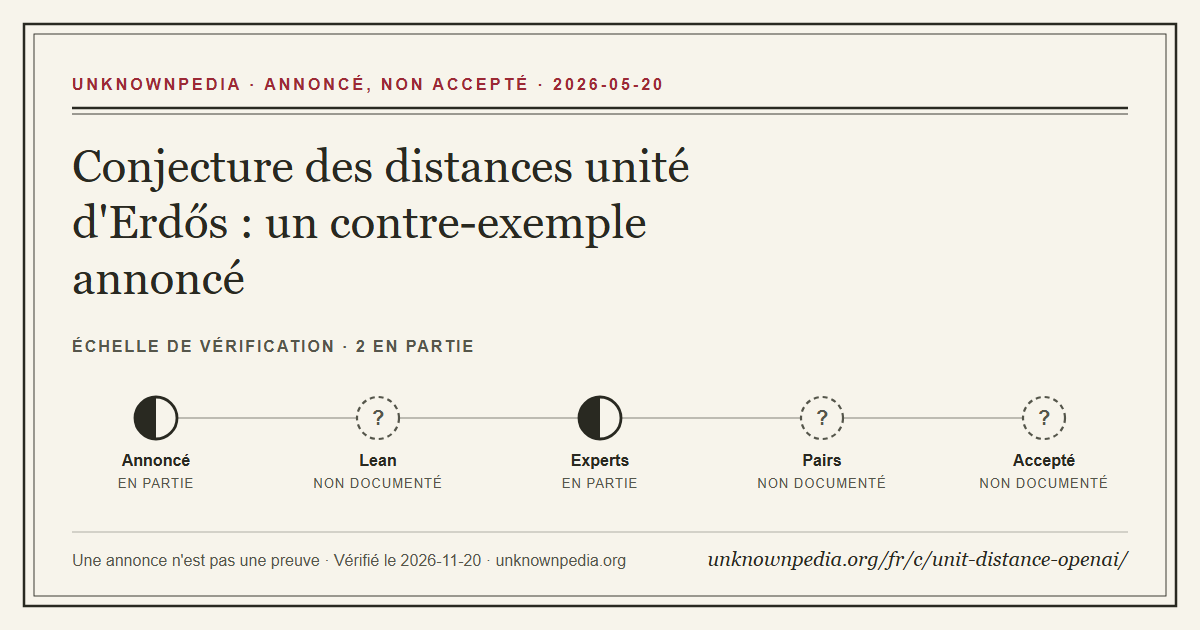 UNKNOWNPEDIA · ANNONCÉ, NON ACCEPTÉ · 2026-05-20
Conjecture des distances unité
d'Erdős : un contre-exemple
annoncé
ÉCHELLE DE VÉRIFICATION · 2 EN PARTIE
? ? ?
Annoncé Lean Experts Pairs Accepté
EN PARTIE NON DOCUMENTÉ EN PARTIE NON DOCUMENTÉ NON DOCUMENTÉ
Une annonce n'est pas une preuve · Vérifié le 2026-11-20 · unknownpedia.org
unknownpedia.org/fr/c/unit-distance-openai/